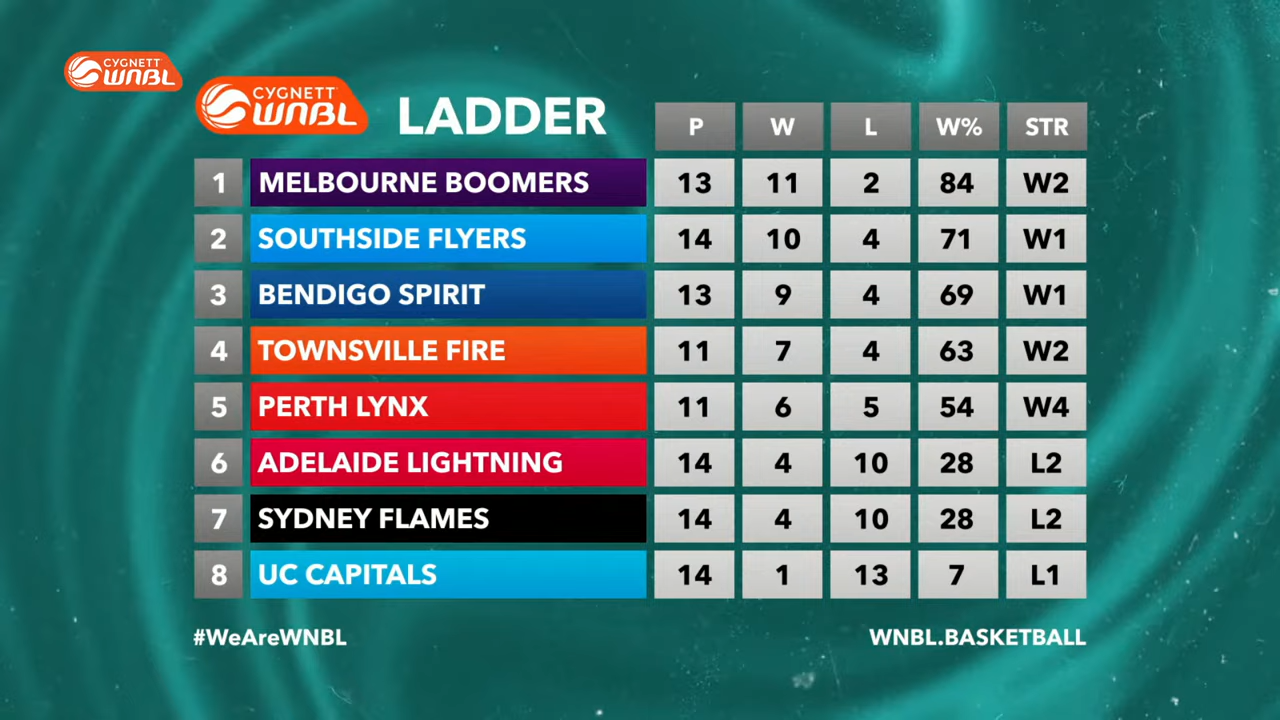 CYGNETT
WNBL
CYGNETT
WNBL
LADDER P W L W% STR
1 MELBOURNE BOOMERS 13 11 2 84 W2
2 SOUTHSIDE FLYERS 14 10 4 71 W1
3 BENDIGO SPIRIT 13 9 4 69 W1
4 TOWNSVILLE FIRE 11 7 4 63 W2
5 PERTH LYNX 11 6 5 54 W4
6 ADELAIDE LIGHTNING 14 4 10 28 L2
7 SYDNEY FLAMES 14 4 10 28 L2
8 UC CAPITALS 14 1 13 7 L1
#WeAreWNBL WNBL.BASKETBALL